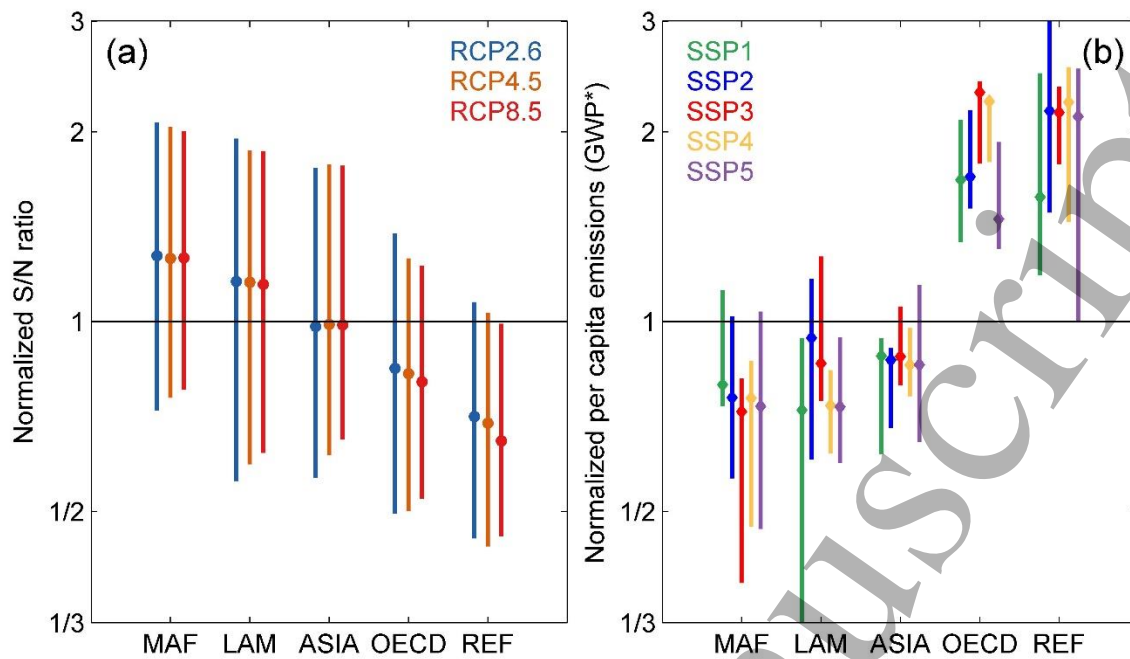 (a)
RCP2.6
RCP4.5
RCP8.5
Normalized S/N ratio
3
2
1
1/2
1/3
MAF LAM ASIA OECD REF
(b)
SSP1
SSP2
SSP3
SSP4
SSP5
Normalized per capita emissions (GWP*)
3
2
1
1/2
1/3
MAF LAM ASIA OECD REF